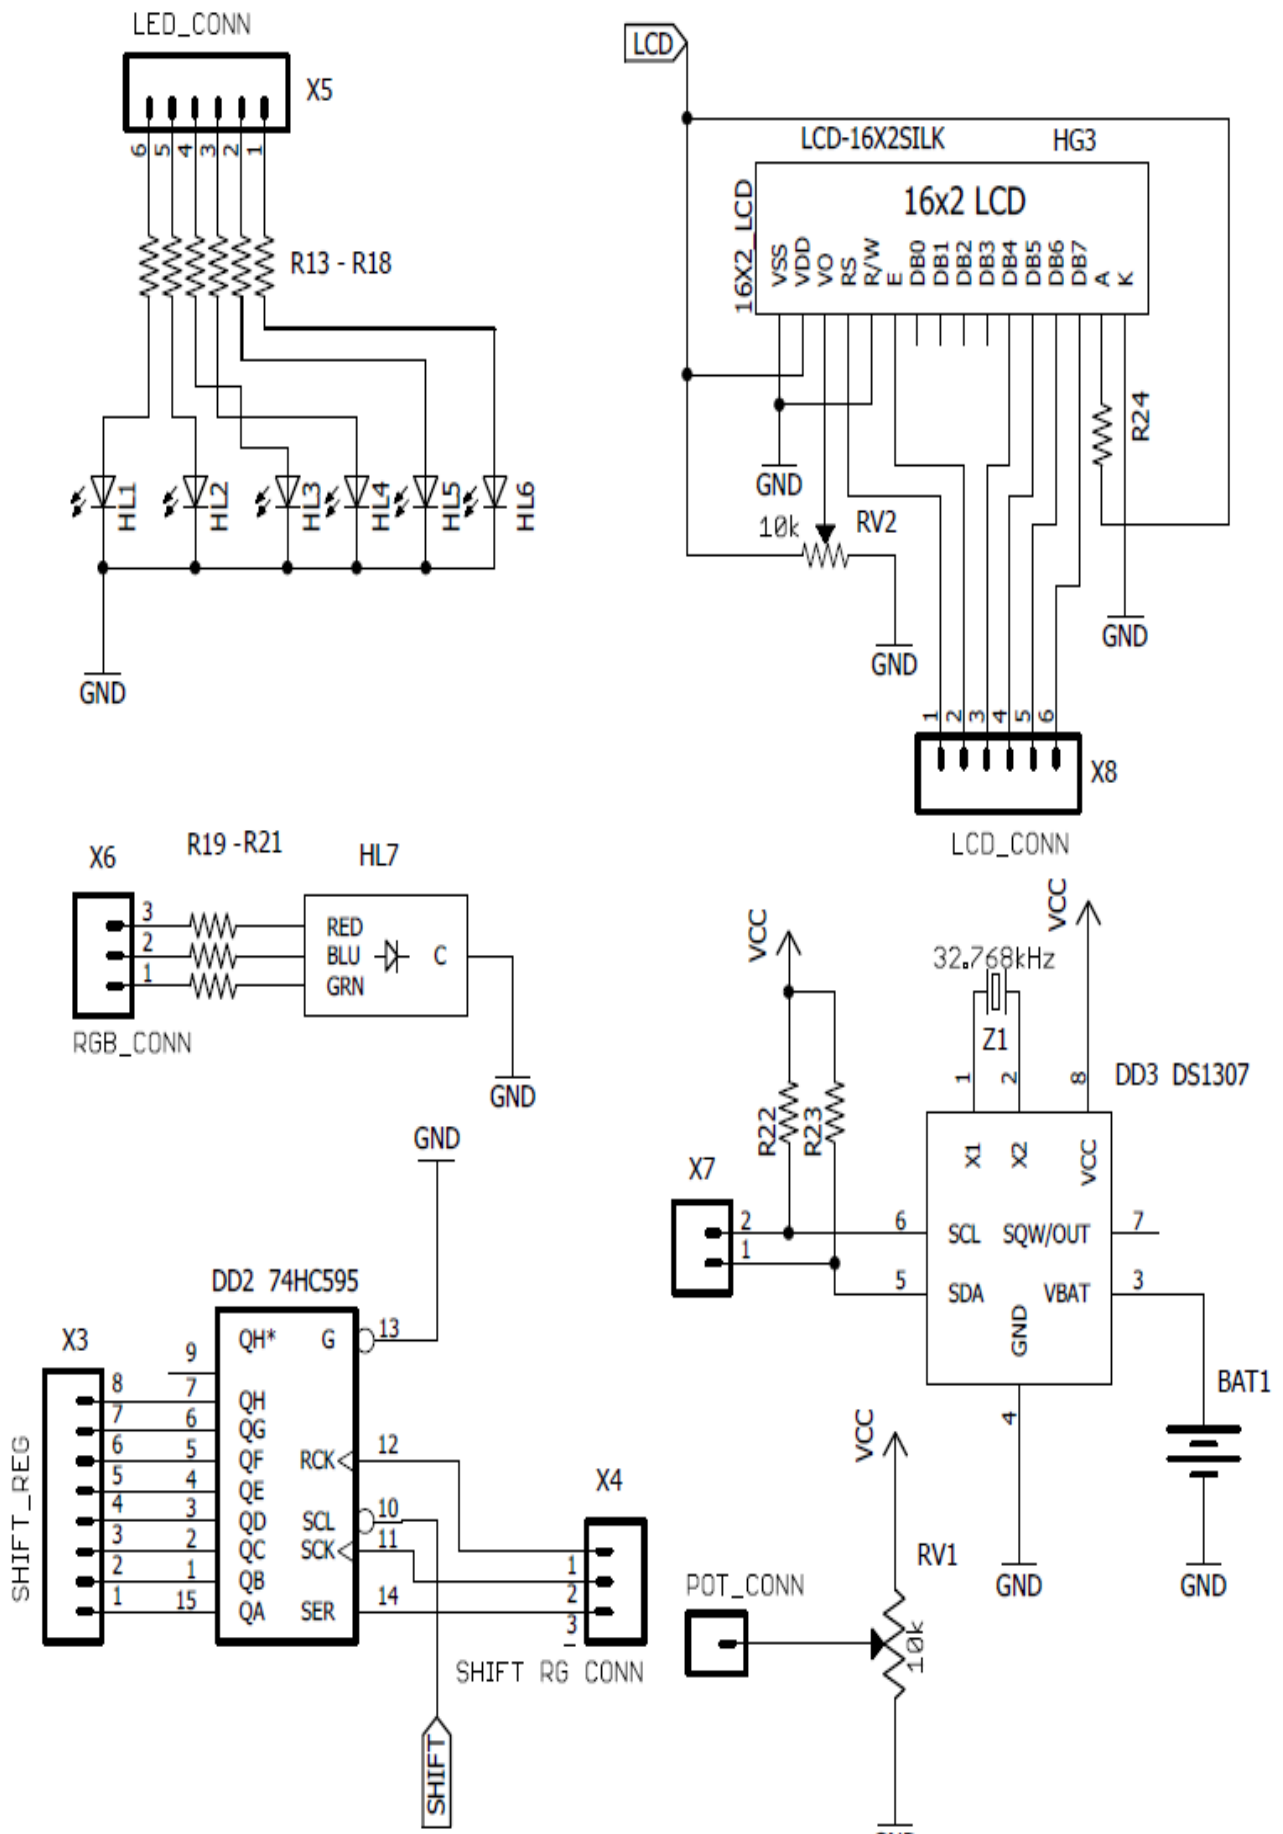 LED_CONN
X5
6 5 4 3 2 1
R13 - R18
HL1 HL2 HL3 HL4 HL5 HL6
GND
LCD
LCD-16X2SILK HG3
16X2_LCD
16x2 LCD
VSS VDD VO RS R/W E DB0 DB1 DB2 DB3 DB4 DB5 DB6 DB7 A K
R24
GND
10k RV2
GND
GND
1 2 3 4 5 6
X8
LCD_CONN
X6
R19 -R21
HL7
3 RED
2 BLU C
1 GRN
RGB_CONN
GND
VCC
VCC
32.768kHz
Z1
1 2 8
DD3 DS1307
R22 R23
X1 X2 VCC
X7
2 6 SCL SQW/OUT 7
1 5 SDA VBAT 3
GND
4
BAT1
GND
GND
GND
DD2 74HC595
X3
9 QH* G 13
8 7 QH
7 6 QG
6 5 QF RCK 12
5 4 QE
4 3 QD SCL 10
3 2 QC SCK 11
2 1 QB
1 15 QA SER 14
SHIFT_REG
X4
1
2
3
SHIFT RG_CONN
SHIFT
VCC
RV1
POT_CONN
10k